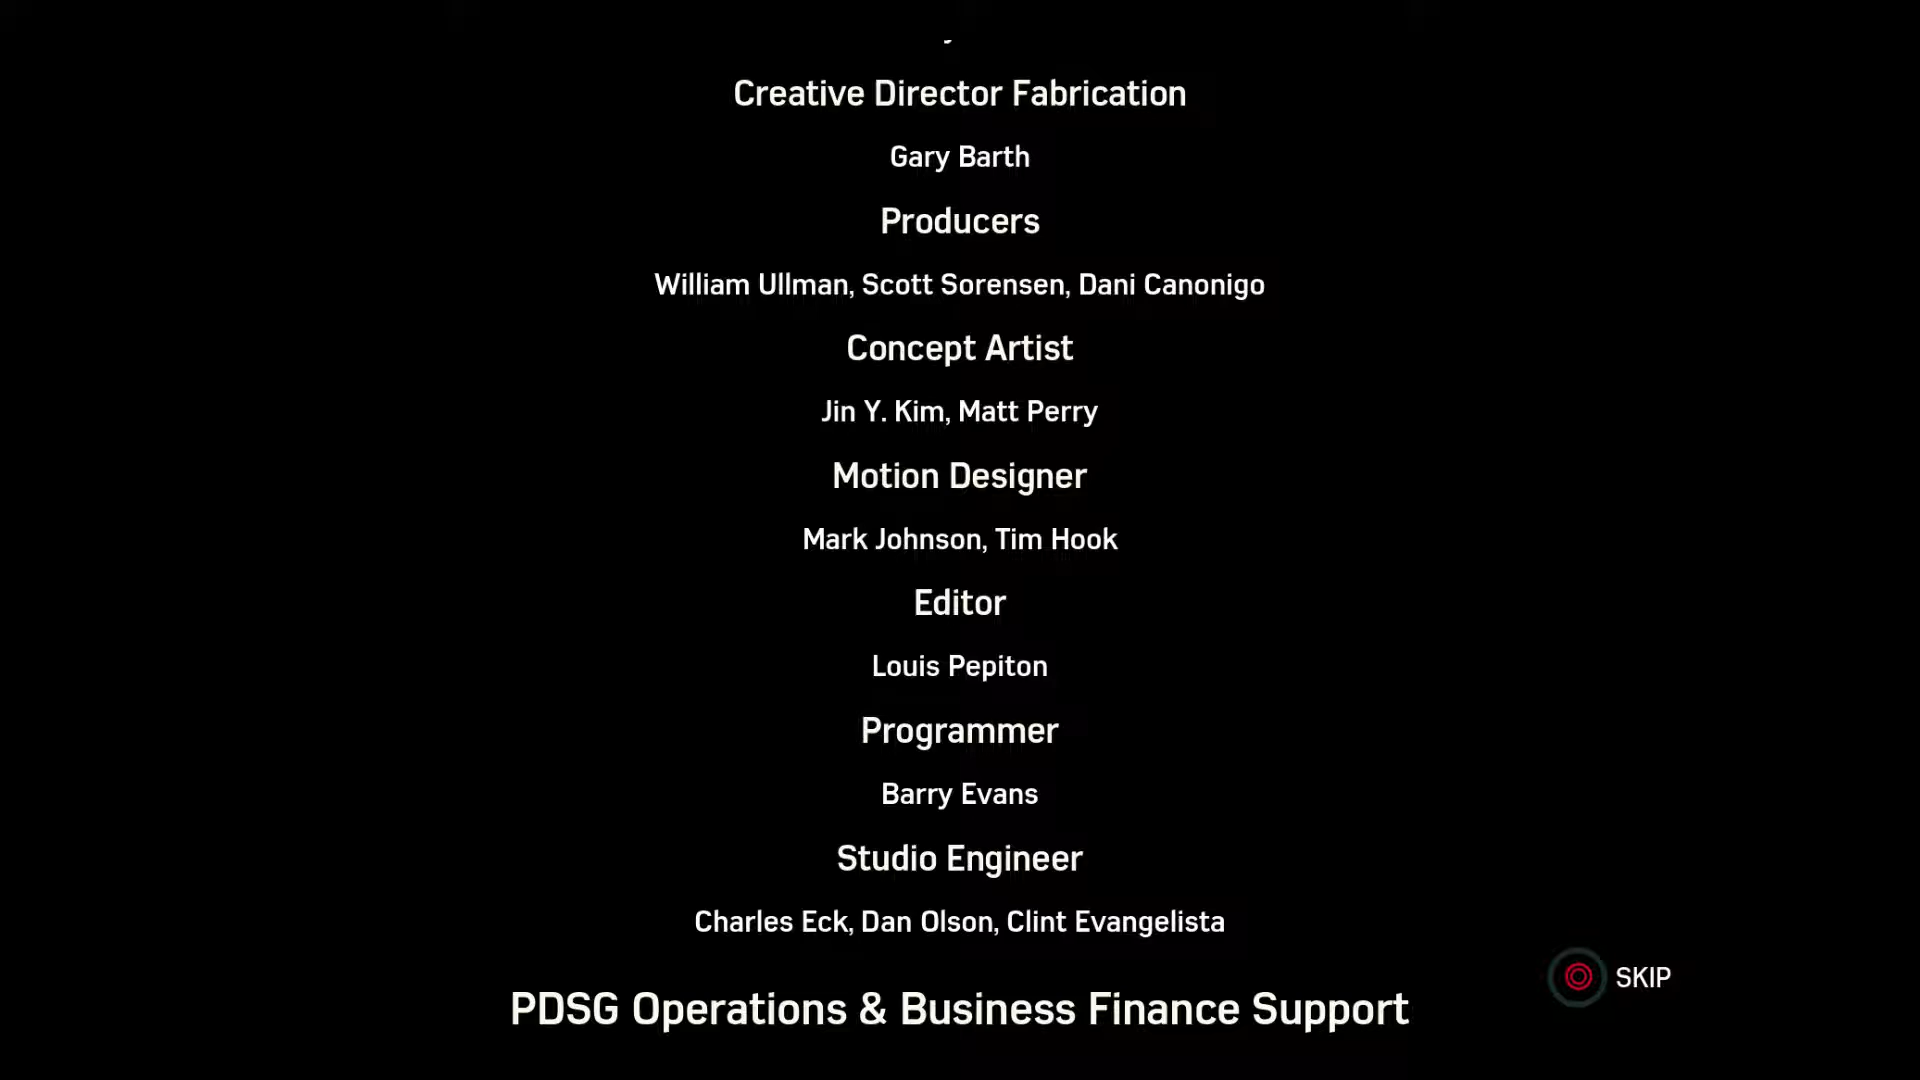 Creative Director Fabrication
Gary Barth
Producers
William Ullman, Scott Sorensen, Dani Canonigo
Concept Artist
Jin Y. Kim, Matt Perry
Motion Designer
Mark Johnson, Tim Hook
Editor
Louis Pepiton
Programmer
Barry Evans
Studio Engineer
Charles Eck, Dan Olson, Clint Evangelista
SKIP
PDSG Operations & Business Finance Support